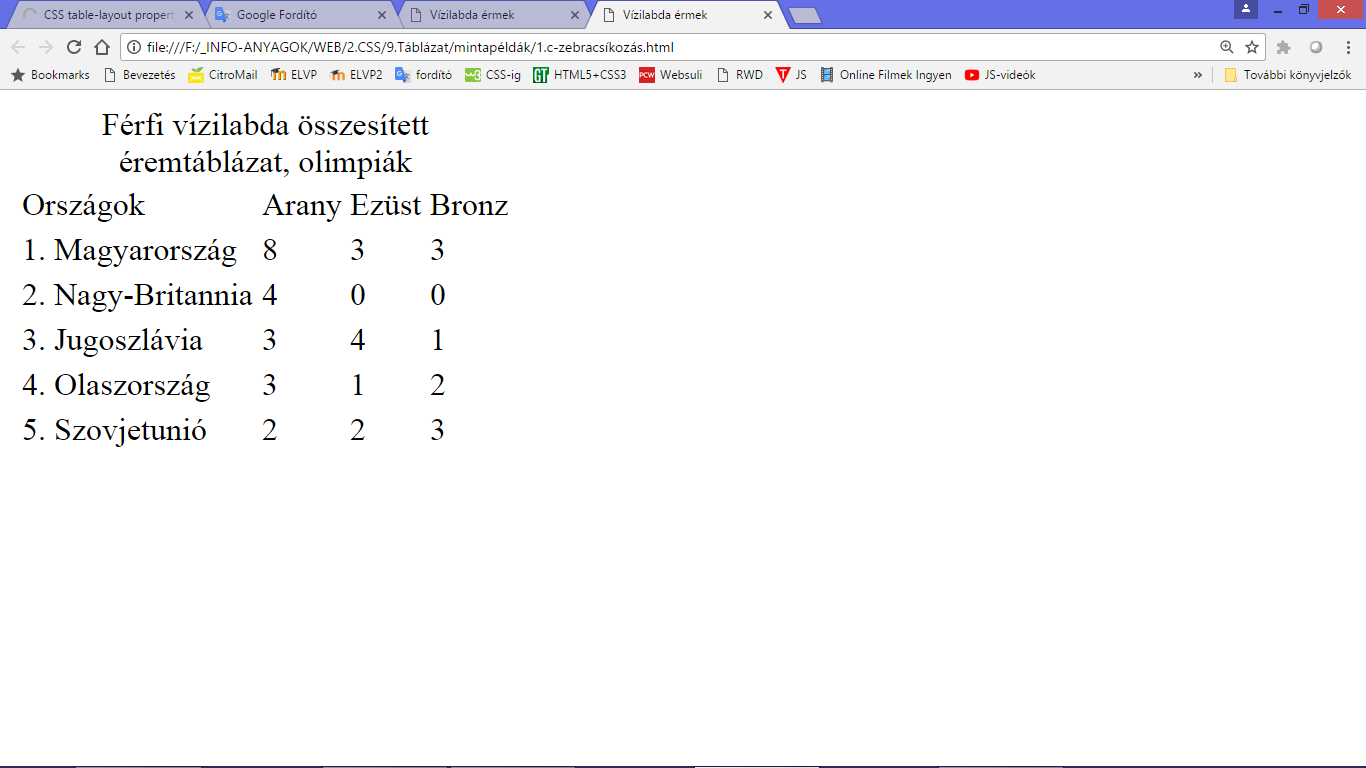 CSS table-layout propert
Google Fordító
Vízilabda érmek
Vízilabda érmek
file:///F:/_INFO-ANYAGOK/WEB/2.CSS/9.Táblázat/mintapéldák/1.c-zebracsíkozás.html
Bookmarks Bevezetés CitroMail ELVP ELVP2 fordító CSS-ig GT HTML5+CSS3 PCW Websuli RWD JS Online Filmek Ingyen JS-videók » További könyvjelzők
Férfi vízilabda összesített
éremtáblázat, olimpiák
Országok Arany Ezüst Bronz
1. Magyarország 8 3 3
2. Nagy-Britannia 4 0 0
3. Jugoszlávia 3 4 1
4. Olaszország 3 1 2
5. Szovjetunió 2 2 3